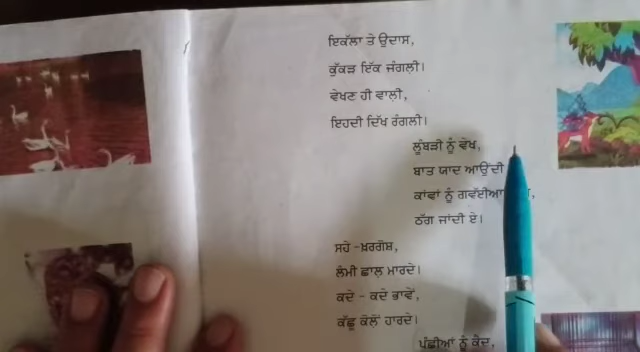 ਇਕੱਲਾ ਤੇ ਉਦਾਸ,
ਕੁੱਕੜ ਇੱਕ ਜੰਗਲੀ।
ਵੇਖਣ ਹੀ ਵਾਲੀ,
ਇਹਦੀ ਦਿੱਖ ਰੰਗਲੀ।
ਲੂੰਬੜੀ ਨੂੰ ਵੇਖ,
ਬਾਤ ਯਾਦ ਆਉਂਦੀ
ਕਾਂਵਾਂ ਨੂੰ
ਠੱਗ ਜਾਂਦੀ ਏ।
ਸਹੇ -ਖ਼ਰਗੋਸ਼,
ਲੰਮੀ ਛਾਲ ਮਾਰਦੇ।
ਕਦੇ - ਕਦੇ ਭਾਵੇਂ,
ਕੱਛੂ ਕੋਲੋਂ ਹਾਰਦੇ।
ਪੰਛੀਆਂ ਨੂੰ ਕੈਦ,